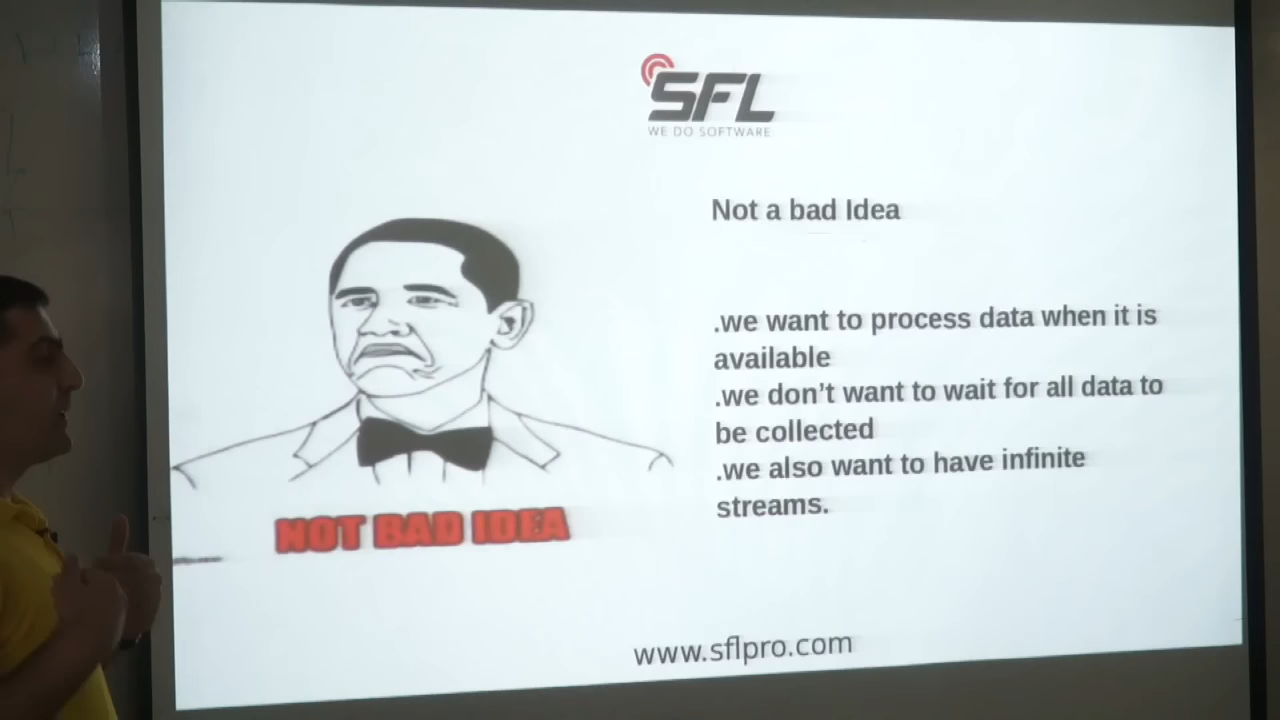 SFL
WE DO SOFTWARE
Not a bad Idea
.we want to process data when it is
available
.we don't want to wait for all data to
be collected
.we also want to have infinite
streams.
NOT BAD IDEA
www.sflpro.com